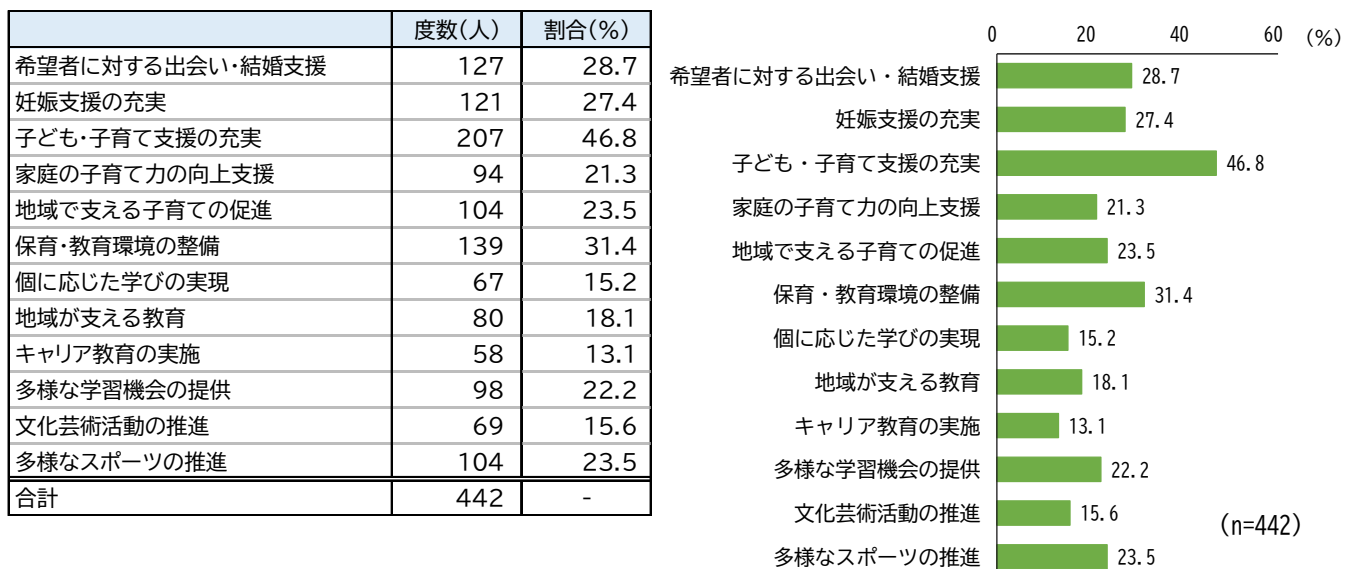 度数(人) 割合(%)
希望者に対する出会い・結婚支援 127 28.7
妊娠支援の充実 121 27.4
子ども・子育て支援の充実 207 46.8
家庭の子育て力の向上支援 94 21.3
地域で支える子育ての促進 104 23.5
保育・教育環境の整備 139 31.4
個に応じた学びの実現 67 15.2
地域が支える教育 80 18.1
キャリア教育の実施 58 13.1
多様な学習機会の提供 98 22.2
文化芸術活動の推進 69 15.6
多様なスポーツの推進 104 23.5
合計 442 -
0 20 40 60 (%)
希望者に対する出会い・結婚支援 28.7
妊娠支援の充実 27.4
子ども・子育て支援の充実 46.8
家庭の子育て力の向上支援 21.3
地域で支える子育ての促進 23.5
保育・教育環境の整備 31.4
個に応じた学びの実現 15.2
地域が支える教育 18.1
キャリア教育の実施 13.1
多様な学習機会の提供 22.2
文化芸術活動の推進 15.6
(n=442)
多様なスポーツの推進 23.5